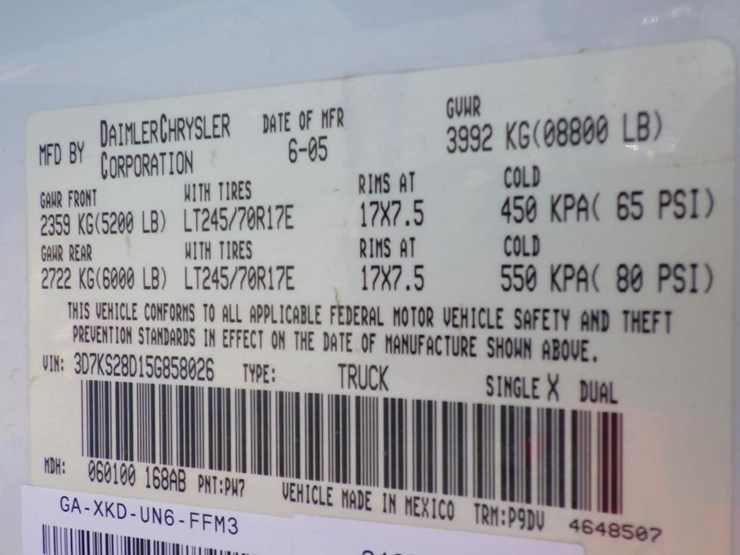 MFD BY DAIMLERCHRYSLER CORPORATION DATE OF MFR 6-05 GVWR 3992 KG(08800 LB)
GAWR FRONT WITH TIRES RIMS AT COLD
2359 KG(5200 LB) LT245/70R17E 17X7.5 450 KPA( 65 PSI)
GAWR REAR WITH TIRES RIMS AT COLD
2722 KG(6000 LB) LT245/70R17E 17X7.5 550 KPA( 80 PSI)
THIS VEHICLE CONFORMS TO ALL APPLICABLE FEDERAL MOTOR VEHICLE SAFETY AND THEFT
PREVENTION STANDARDS IN EFFECT ON THE DATE OF MANUFACTURE SHOWN ABOVE.
VIN: 3D7KS28D15G858026 TYPE: TRUCK SINGLE X DUAL
MDH: 060100 168AB PNT:PW7 VEHICLE MADE IN MEXICO TRM:P9DV 4648507
GA-XKD-UN6-FFM3